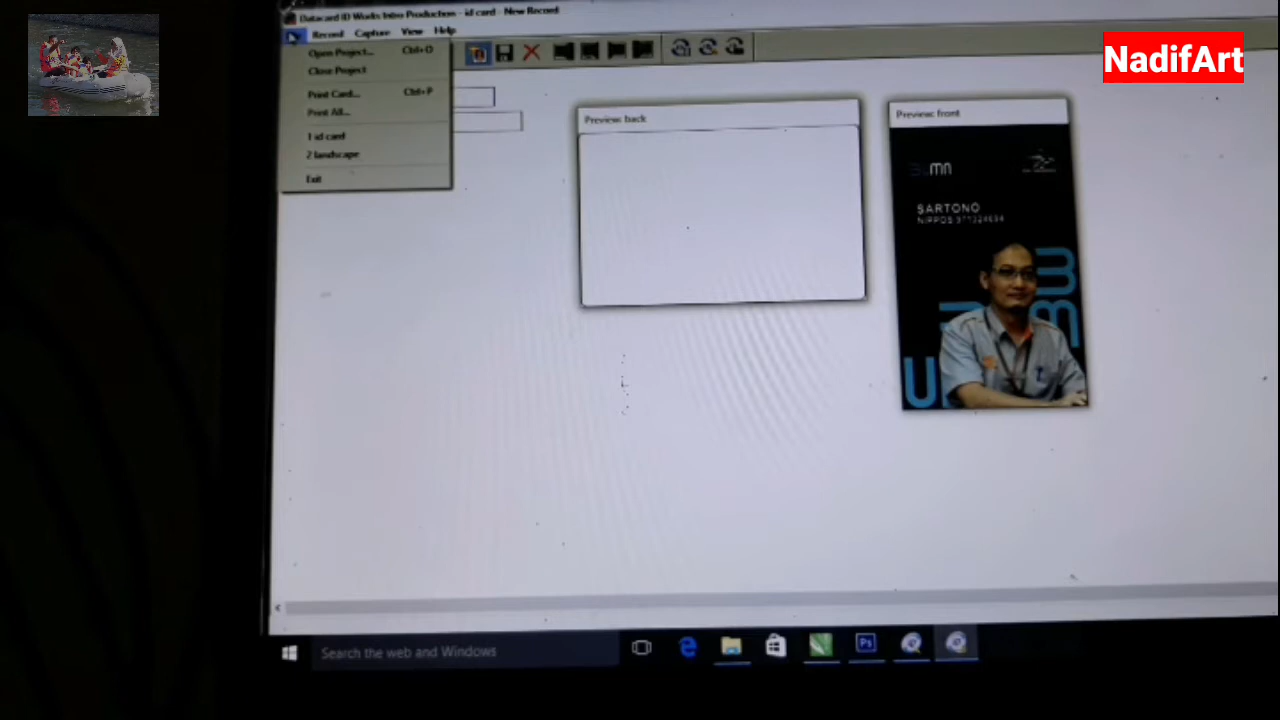 NadifArt
Datacard ID Works Intro Production - id card - New Record
Record Capture View Help
Open Project... Ctrl+O
Close Project
Print Card... Ctrl+P
Print All...
1 id card
2 landscape
Exit
Preview: back
Preview: front
SARTONO
NIPPOS
Search the web and Windows
Ps